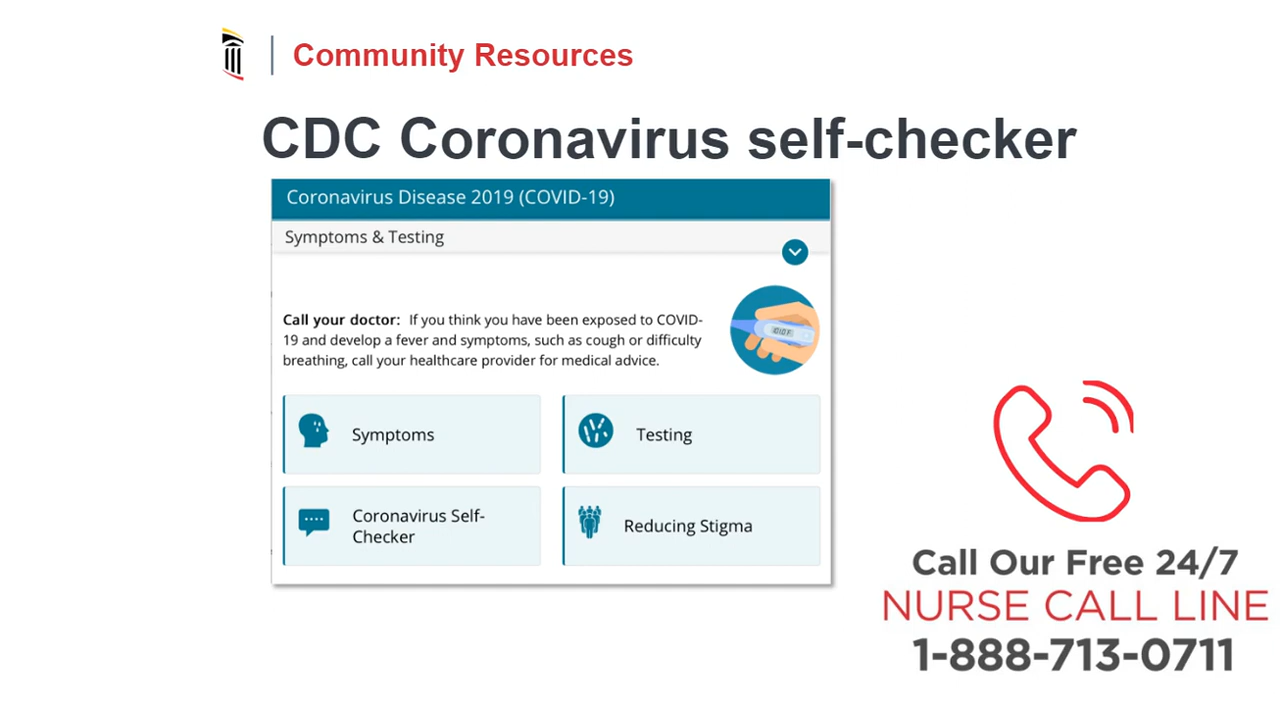 Community Resources
CDC Coronavirus self-checker
Coronavirus Disease 2019 (COVID-19)
Symptoms & Testing
Call your doctor: If you think you have been exposed to COVID-
19 and develop a fever and symptoms, such as cough or difficulty
breathing, call your healthcare provider for medical advice.
Symptoms
Testing
Coronavirus Self-
Checker
Reducing Stigma
Call Our Free 24/7
NURSE CALL LINE
1-888-713-0711